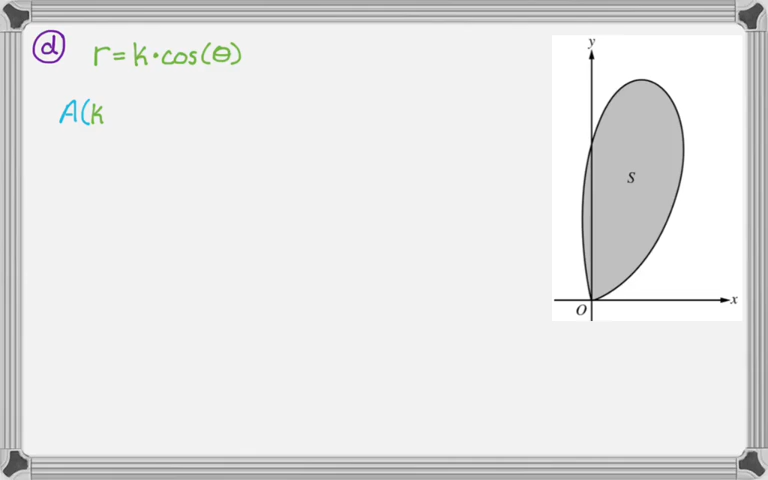 d r = k · cos(θ)
A(k
y
S
O x